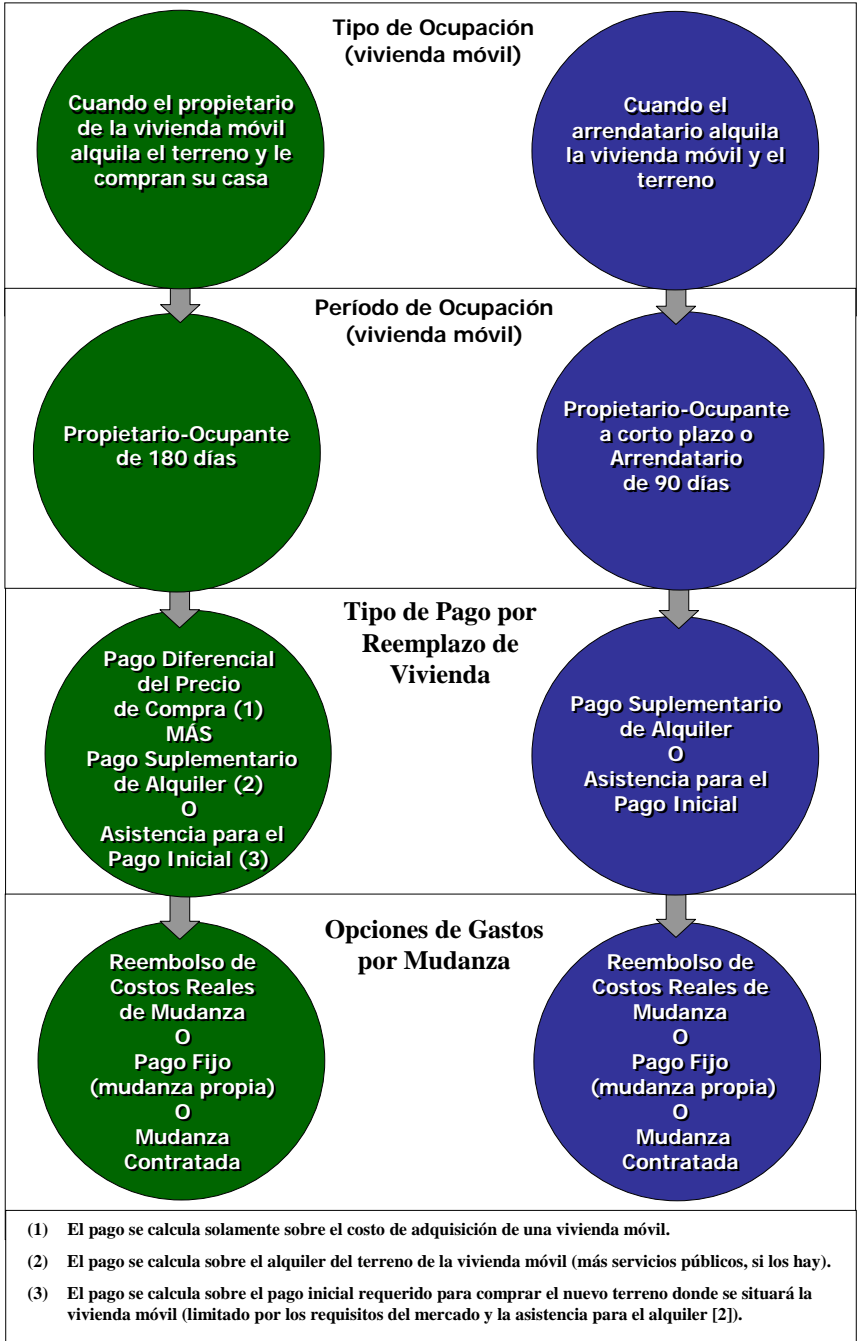 Tipo de Ocupación
(vivienda móvil)
Cuando el propietario
de la vivienda móvil
alquila el terreno y le
compran su casa
Cuando el
arrendatario alquila
la vivienda móvil y el
terreno
Período de Ocupación
(vivienda móvil)
Propietario-Ocupante
de 180 días
Propietario-Ocupante
a corto plazo o
Arrendatario
de 90 días
Tipo de Pago por
Reemplazo de
Vivienda
Pago Diferencial
del Precio
de Compra (1)
MÁS
Pago Suplementario
de Alquiler (2)
O
Asistencia para el
Pago Inicial (3)
Pago Suplementario
de Alquiler
O
Asistencia para el
Pago Inicial
Opciones de Gastos
por Mudanza
Reembolso de
Costos Reales
de Mudanza
O
Pago Fijo
(mudanza propia)
O
Mudanza
Contratada
Reembolso de
Costos Reales de
Mudanza
O
Pago Fijo
(mudanza propia)
O
Mudanza
Contratada
(1) El pago se calcula solamente sobre el costo de adquisición de una vivienda móvil.
(2) El pago se calcula sobre el alquiler del terreno de la vivienda móvil (más servicios públicos, si los hay).
(3) El pago se calcula sobre el pago inicial requerido para comprar el nuevo terreno donde se situará la
vivienda móvil (limitado por los requisitos del mercado y la asistencia para el alquiler [2]).